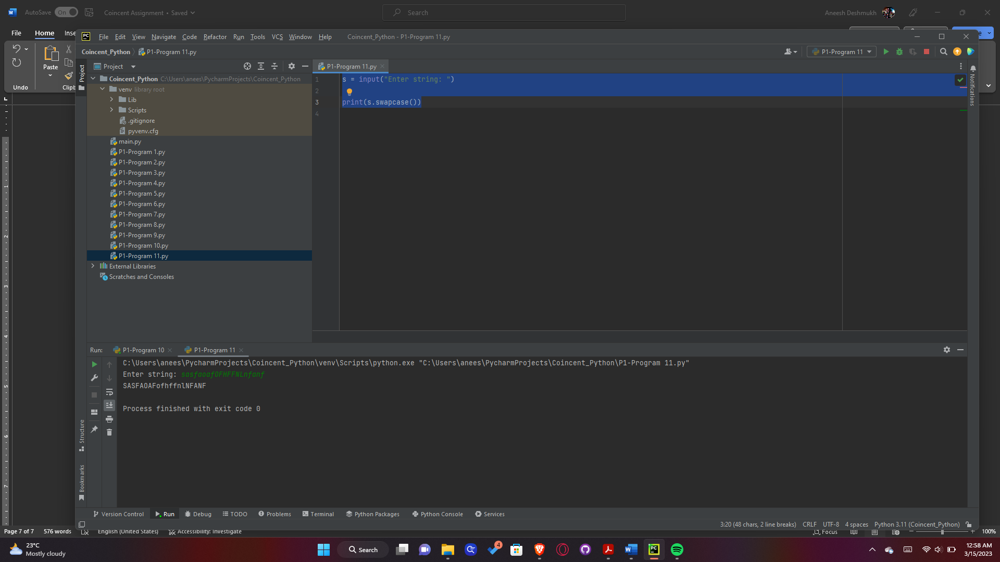 AutoSave On Coincent Assignment • Saved Search Aneesh Deshmukh
File Home Inse
PC File Edit View Navigate Code Refactor Run Tools VCS Window Help Coincent_Python - P1-Program 11.py
Coincent_Python P1-Program 11.py P1-Program 11
Paste
Undo Clipb
Project
Project P1-Program 11.py
Coincent_Python C:\Users\anees\PycharmProjects\Coincent_Python
venv library root
Lib
Scripts
.gitignore
pyvenv.cfg
main.py
P1-Program 1.py
P1-Program 2.py
P1-Program 3.py
P1-Program 4.py
P1-Program 5.py
P1-Program 6.py
P1-Program 7.py
P1-Program 8.py
P1-Program 9.py
P1-Program 10.py
P1-Program 11.py
External Libraries
Scratches and Consoles
1 s = input("Enter string: ")
2
3 print(s.swapcase())
4
Notifications
Run: P1-Program 10 P1-Program 11
C:\Users\anees\PycharmProjects\Coincent_Python\venv\Scripts\python.exe "C:\Users\anees\PycharmProjects\Coincent_Python\P1-Program 11.py"
Enter string: sasfaoafOFHFFNLnfanf
SASFAOAFofhffnlNFANF
Process finished with exit code 0
Structure
Bookmarks
Version Control Run Debug TODO Problems Terminal Python Packages Python Console Services
3:20 (48 chars, 2 line breaks) CRLF UTF-8 4 spaces Python 3.11 (Coincent_Python)
Page 7 of 7 576 words English (United States) Accessibility: Investigate Focus 100%
23°C
Mostly cloudy
Search
4
PC
12:58 AM
3/15/2023